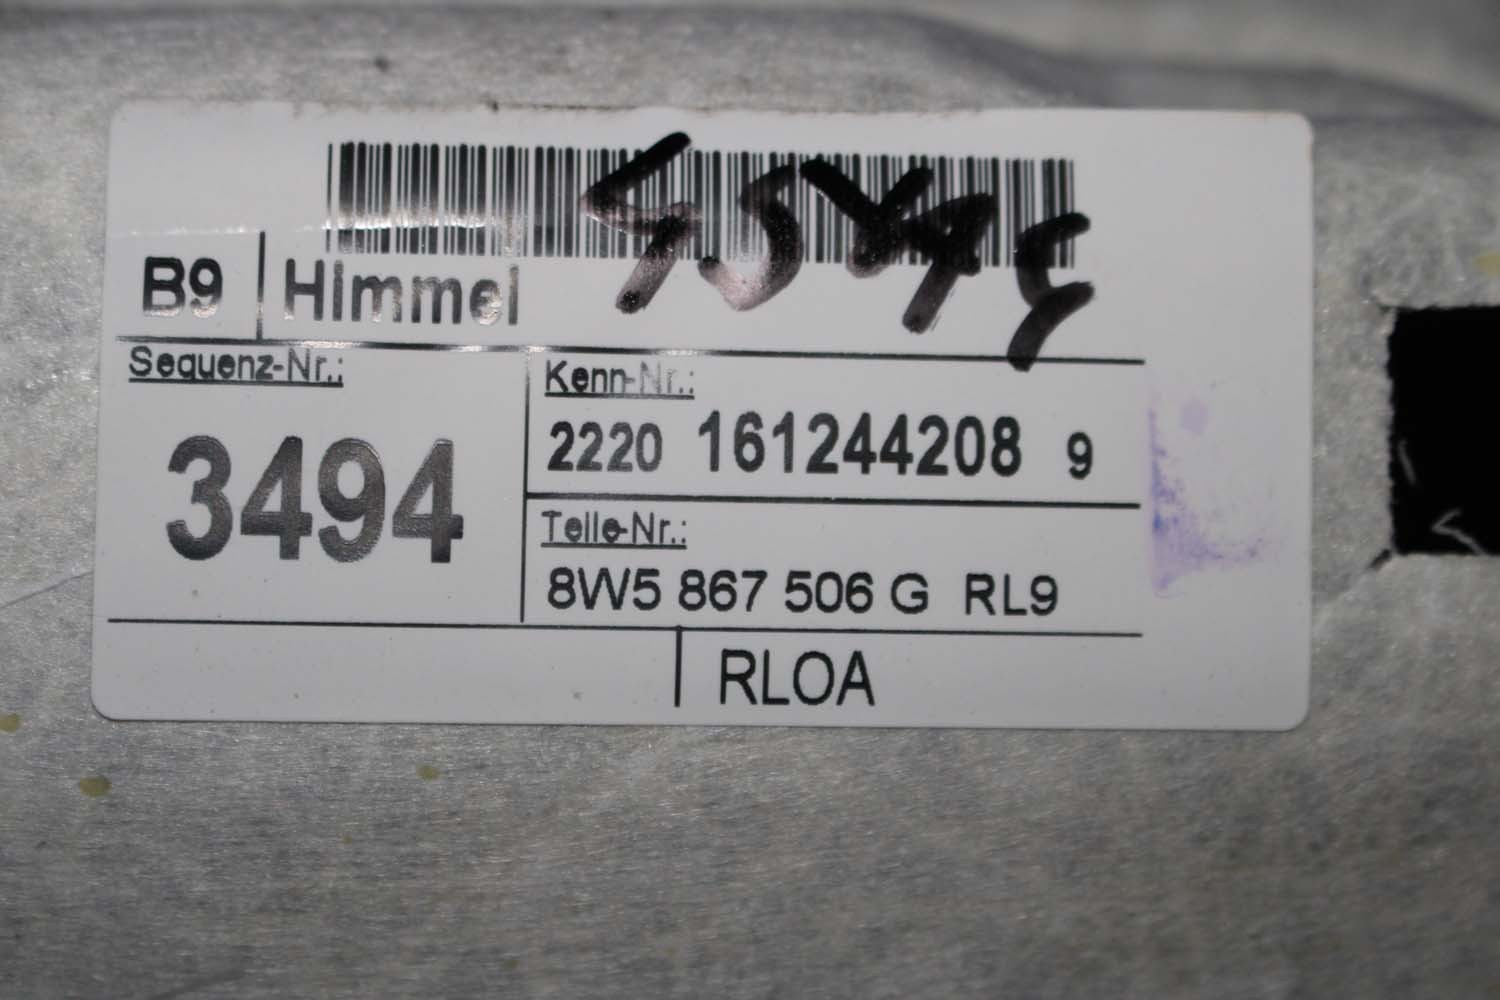 B9 Himmel
Sequenz-Nr.:
3494
Kenn-Nr.:
2220 161244208 9
Teile-Nr.:
8W5 867 506 G RL9
RLOA